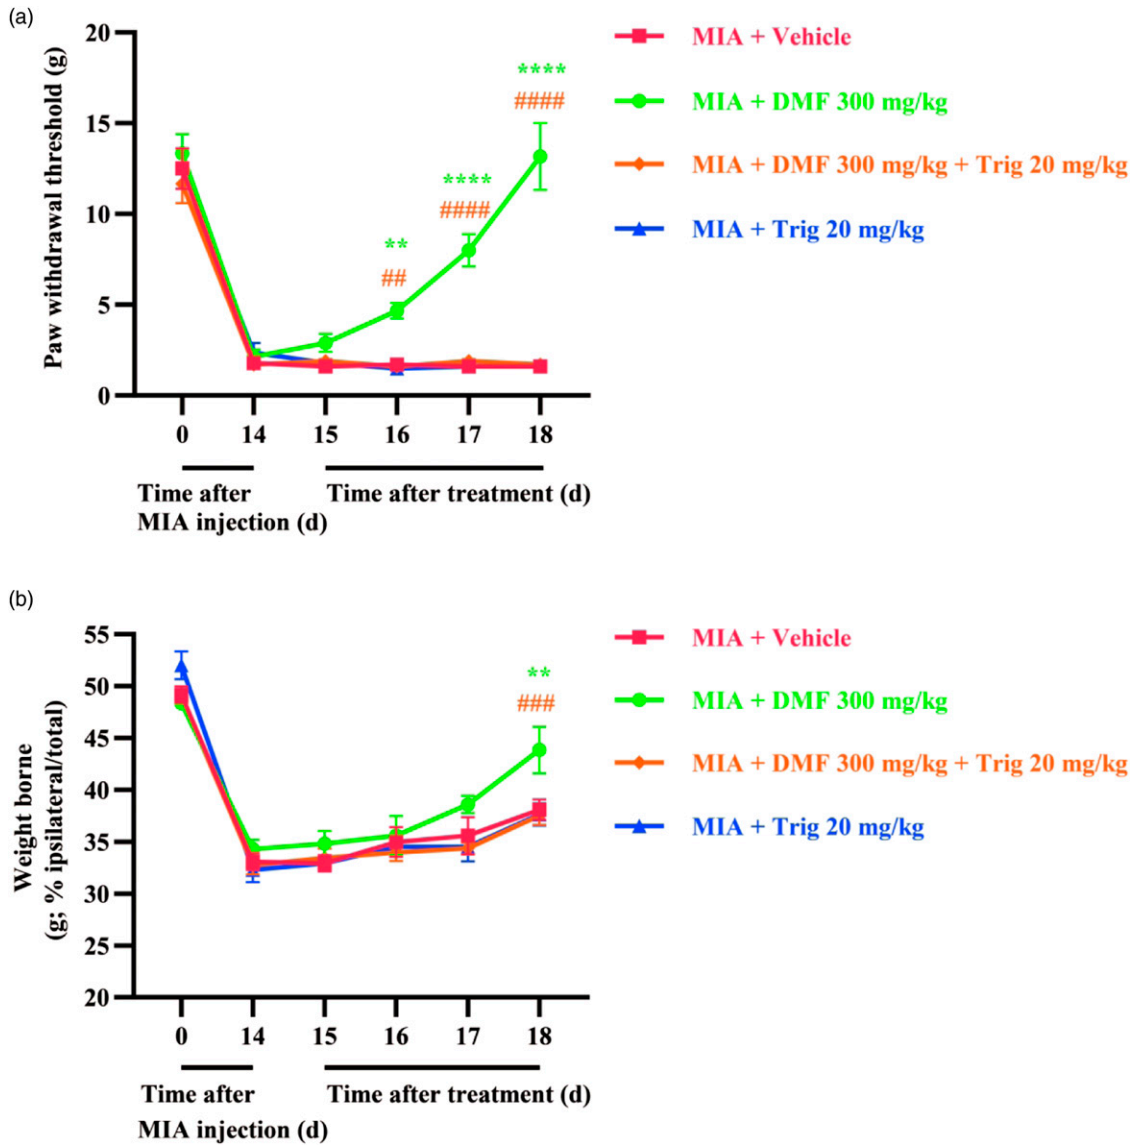 (a)
Paw withdrawal threshold (g)
20
15
10
5
0
0 14 15 16 17 18
Time after
MIA injection (d)
Time after treatment (d)
**
##
****
####
****
####
MIA + Vehicle
MIA + DMF 300 mg/kg
MIA + DMF 300 mg/kg + Trig 20 mg/kg
MIA + Trig 20 mg/kg
(b)
Weight borne
(g; % ipsilateral/total)
55
50
45
40
35
30
25
20
0 14 15 16 17 18
Time after
MIA injection (d)
Time after treatment (d)
**
###
MIA + Vehicle
MIA + DMF 300 mg/kg
MIA + DMF 300 mg/kg + Trig 20 mg/kg
MIA + Trig 20 mg/kg